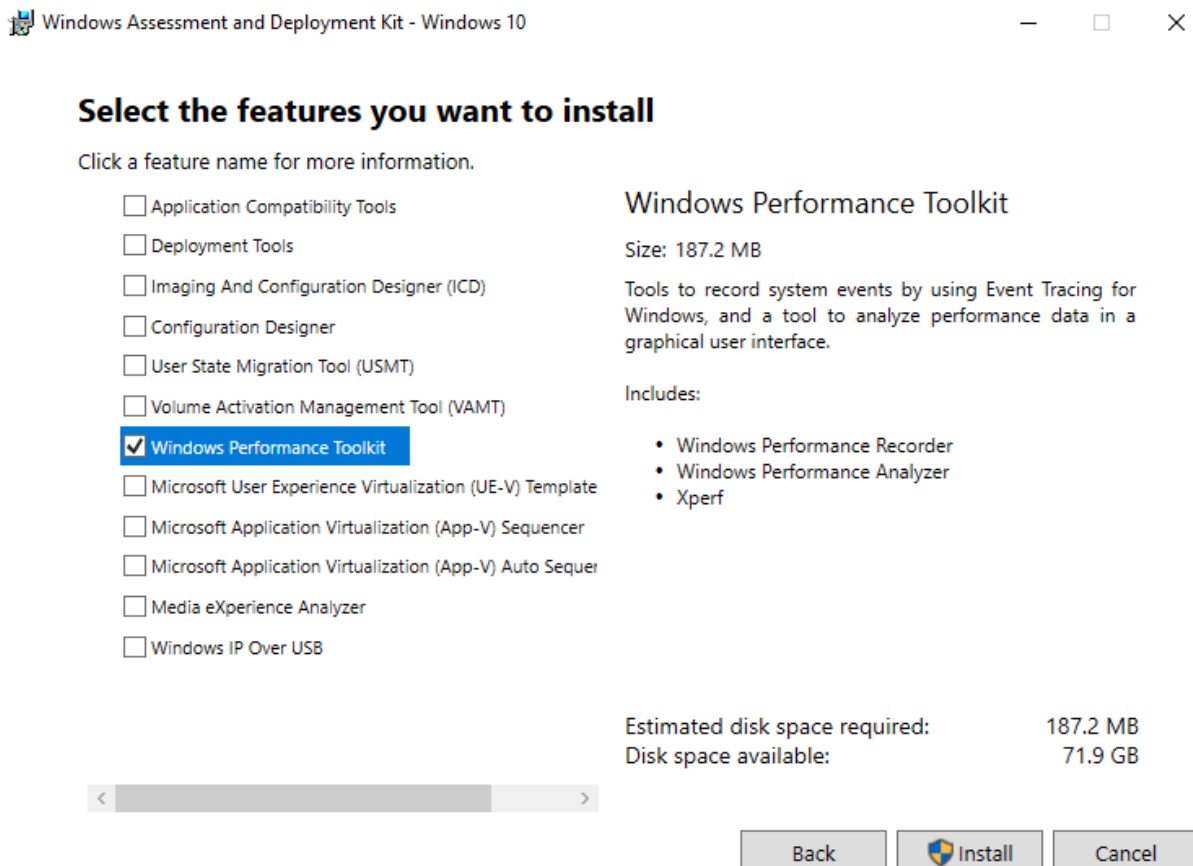 Windows Assessment and Deployment Kit - Windows 10
Select the features you want to install
Click a feature name for more information.
Application Compatibility Tools
Deployment Tools
Imaging And Configuration Designer (ICD)
Configuration Designer
User State Migration Tool (USMT)
Volume Activation Management Tool (VAMT)
Windows Performance Toolkit
Microsoft User Experience Virtualization (UE-V) Template
Microsoft Application Virtualization (App-V) Sequencer
Microsoft Application Virtualization (App-V) Auto Sequer
Media eXperience Analyzer
Windows IP Over USB
Windows Performance Toolkit
Size: 187.2 MB
Tools to record system events by using Event Tracing for
Windows, and a tool to analyze performance data in a
graphical user interface.
Includes:
• Windows Performance Recorder
• Windows Performance Analyzer
• Xperf
Estimated disk space required: 187.2 MB
Disk space available: 71.9 GB
Back Install Cancel